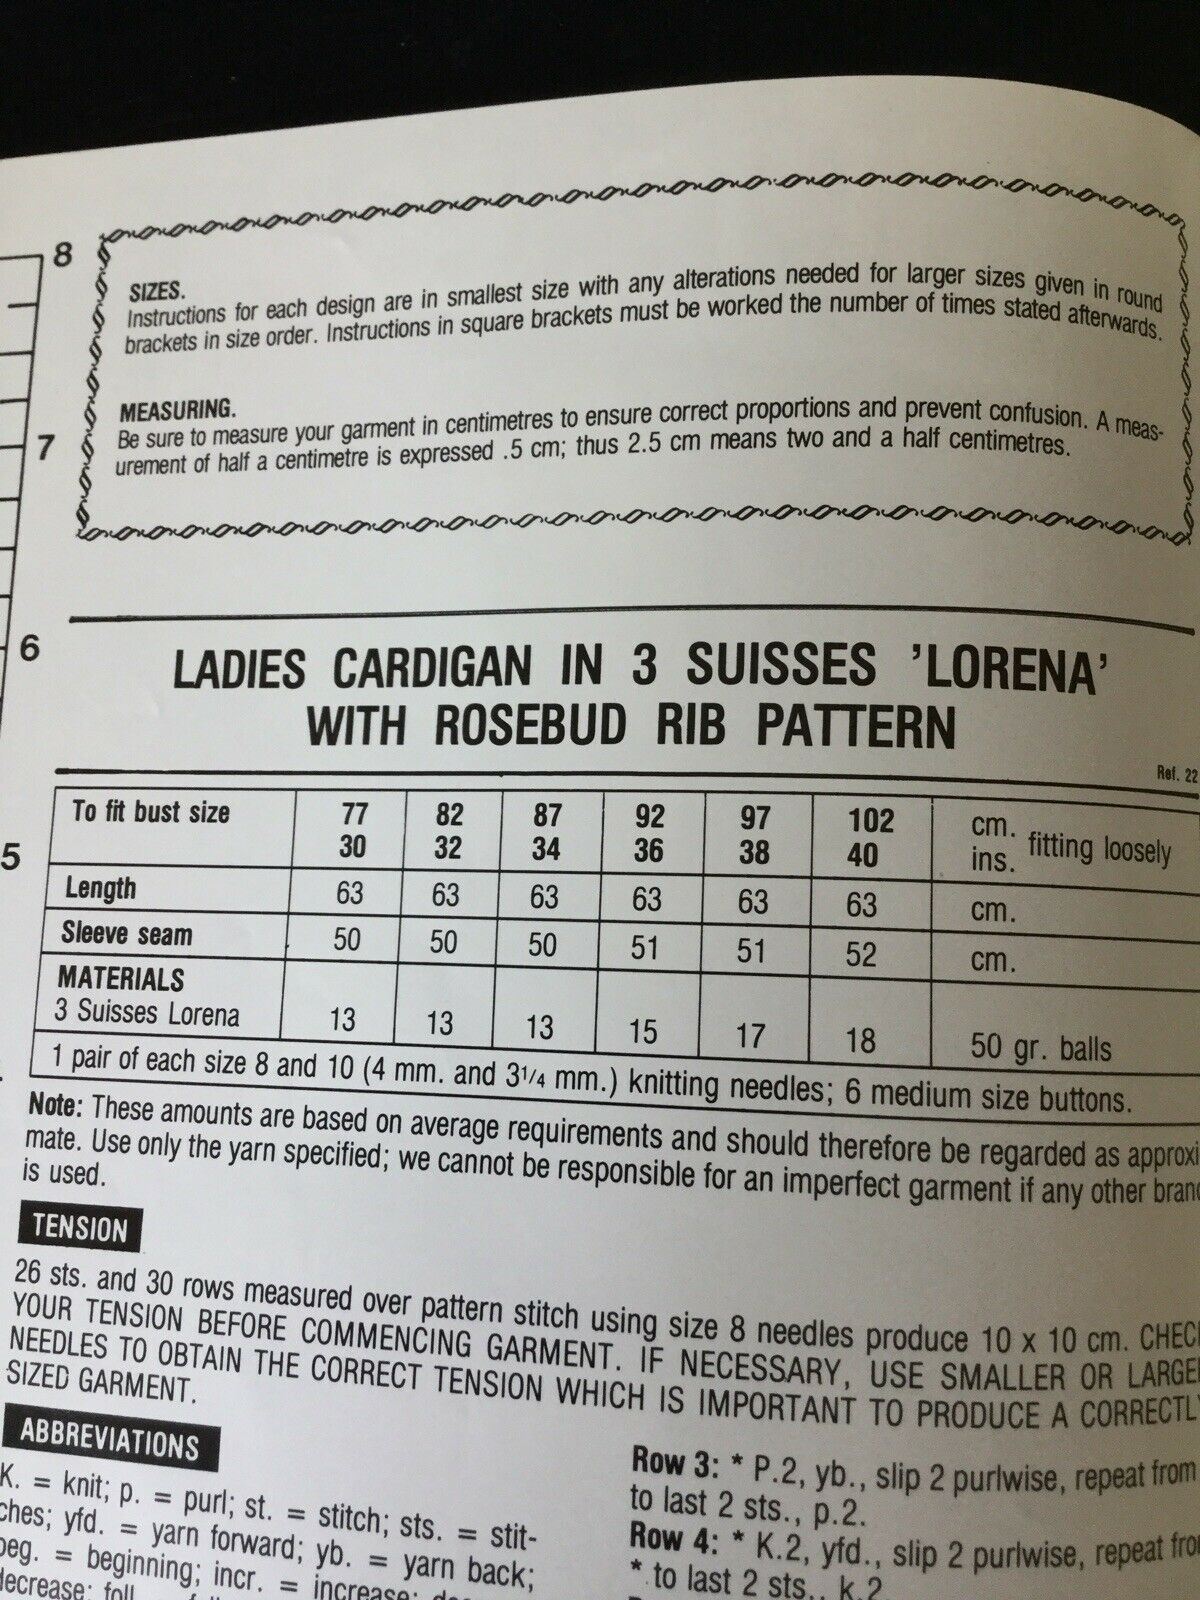 8
SIZES.
Instructions for each design are in smallest size with any alterations needed for larger sizes given in round
brackets in size order. Instructions in square brackets must be worked the number of times stated afterwards.
7
MEASURING.
Be sure to measure your garment in centimetres to ensure correct proportions and prevent confusion. A meas-
urement of half a centimetre is expressed .5 cm; thus 2.5 cm means two and a half centimetres.
6
LADIES CARDIGAN IN 3 SUISSES 'LORENA'
WITH ROSEBUD RIB PATTERN
Ref. 22
5
To fit bust size 77 82 87 92 97 102 cm.
30 32 34 36 38 40 ins. fitting loosely
Length 63 63 63 63 63 63 cm.
Sleeve seam 50 50 50 51 51 52 cm.
MATERIALS
3 Suisses Lorena 13 13 13 15 17 18 50 gr. balls
1 pair of each size 8 and 10 (4 mm. and 3 1/4 mm.) knitting needles; 6 medium size buttons.
Note: These amounts are based on average requirements and should therefore be regarded as approxi
mate. Use only the yarn specified; we cannot be responsible for an imperfect garment if any other bran
is used.
TENSION
26 sts. and 30 rows measured over pattern stitch using size 8 needles produce 10 x 10 cm. CHEC
YOUR TENSION BEFORE COMMENCING GARMENT. IF NECESSARY, USE SMALLER OR LARGE
NEEDLES TO OBTAIN THE CORRECT TENSION WHICH IS IMPORTANT TO PRODUCE A CORRECTL
SIZED GARMENT.
ABBREVIATIONS
K. = knit; p. = purl; st. = stitch; sts. = stit-
ches; yfd. = yarn forward; yb. = yarn back;
beg. = beginning; incr. = increase;
decrease; foll.
Row 3: * P.2, yb., slip 2 purlwise, repeat from
to last 2 sts., p.2.
Row 4: * K.2, yfd., slip 2 purlwise, repeat fro
* to last 2 sts., k.2.